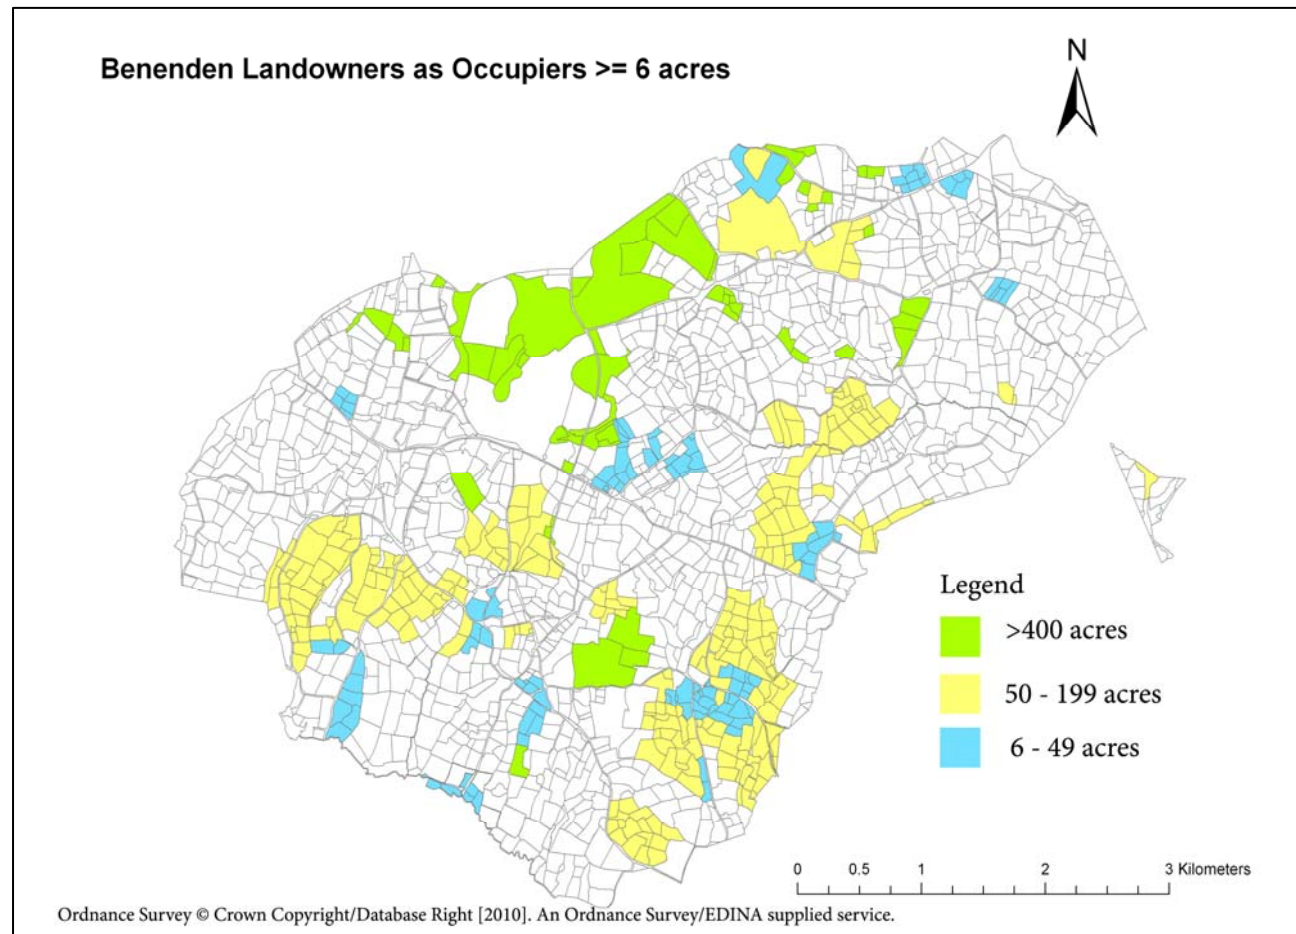 Benenden Landowners as Occupiers >= 6 acres
N
Legend
>400 acres
50 - 199 acres
6 - 49 acres
0 0.5 1 2 3 Kilometers
Ordnance Survey © Crown Copyright/Database Right [2010]. An Ordnance Survey/EDINA supplied service.